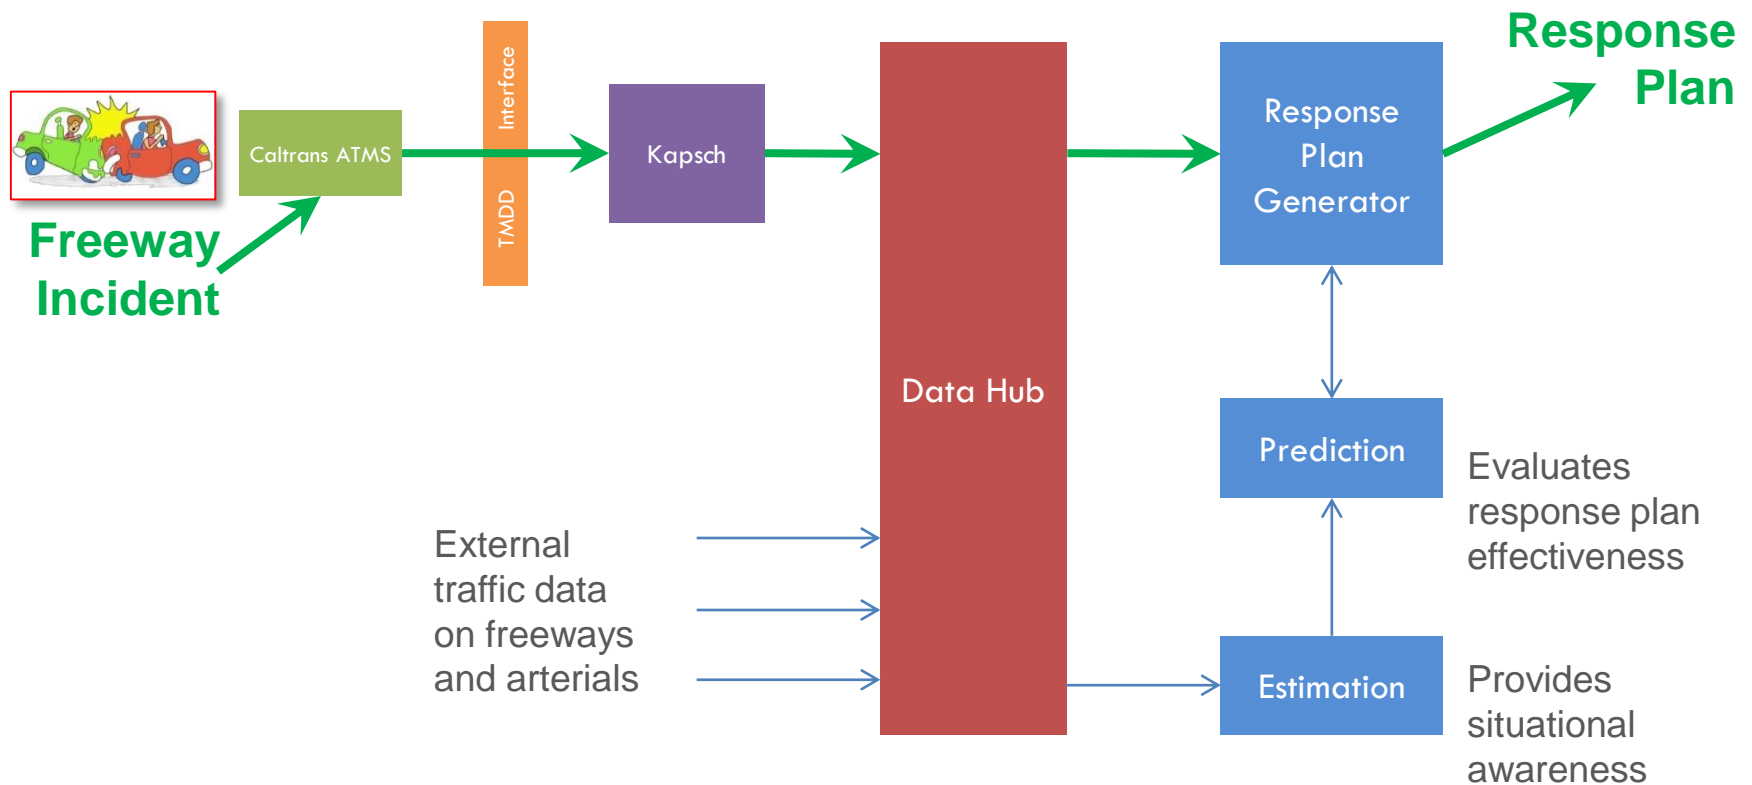 Response
Plan
Interface
TMDD
Caltrans ATMS
Kapsch
Response
Plan
Generator
Freeway
Incident
Data Hub
Prediction
Evaluates
response plan
effectiveness
External
traffic data
on freeways
and arterials
Estimation
Provides
situational
awareness